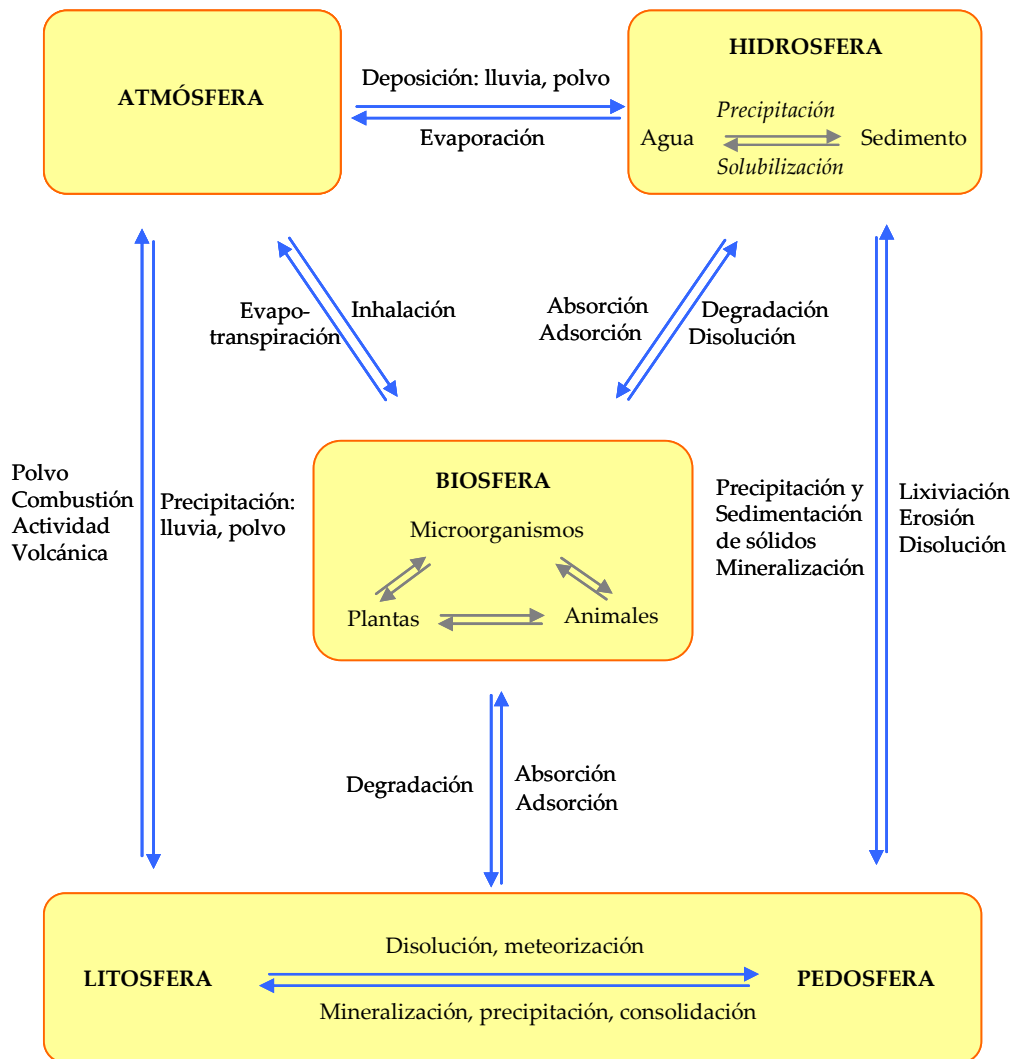 ATMÓSFERA
Deposición: lluvia, polvo
Evaporación
HIDROSFERA
Precipitación
Agua
Sedimento
Solubilización
Evapo-
transpiración
Inhalación
Absorción
Adsorción
Degradación
Disolución
Polvo
Combustión
Actividad
Volcánica
Precipitación:
lluvia, polvo
BIOSFERA
Microorganismos
Plantas
Animales
Precipitación y
Sedimentación
de sólidos
Mineralización
Lixiviación
Erosión
Disolución
Degradación
Absorción
Adsorción
Disolución, meteorización
LITOSFERA
PEDOSFERA
Mineralización, precipitación, consolidación